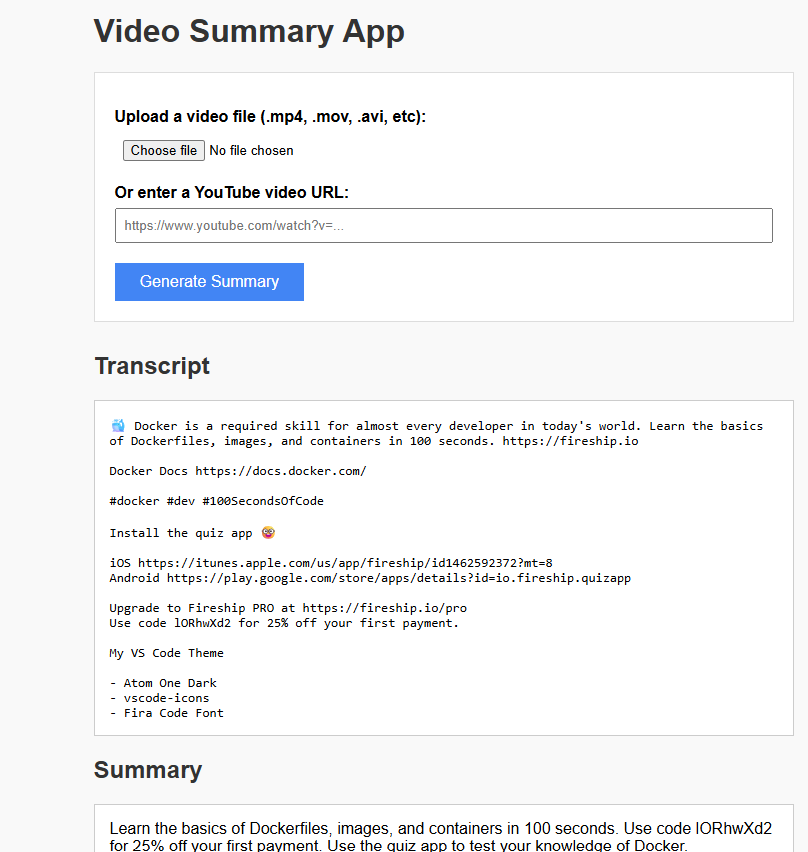 Video Summary App
Upload a video file (.mp4, .mov, .avi, etc):
Choose file No file chosen
Or enter a YouTube video URL:
https://www.youtube.com/watch?v=...
Generate Summary
Transcript
🐳 Docker is a required skill for almost every developer in today's world. Learn the basics
of Dockerfiles, images, and containers in 100 seconds. https://fireship.io
Docker Docs https://docs.docker.com/
#docker #dev #100SecondsOfCode
Install the quiz app 🤓
iOS https://itunes.apple.com/us/app/fireship/id1462592372?mt=8
Android https://play.google.com/store/apps/details?id=io.fireship.quizapp
Upgrade to Fireship PRO at https://fireship.io/pro
Use code lORhwXd2 for 25% off your first payment.
My VS Code Theme
- Atom One Dark
- vscode-icons
- Fira Code Font
Summary
Learn the basics of Dockerfiles, images, and containers in 100 seconds. Use code lORhwXd2
for 25% off your first payment. Use the quiz app to test your knowledge of Docker.